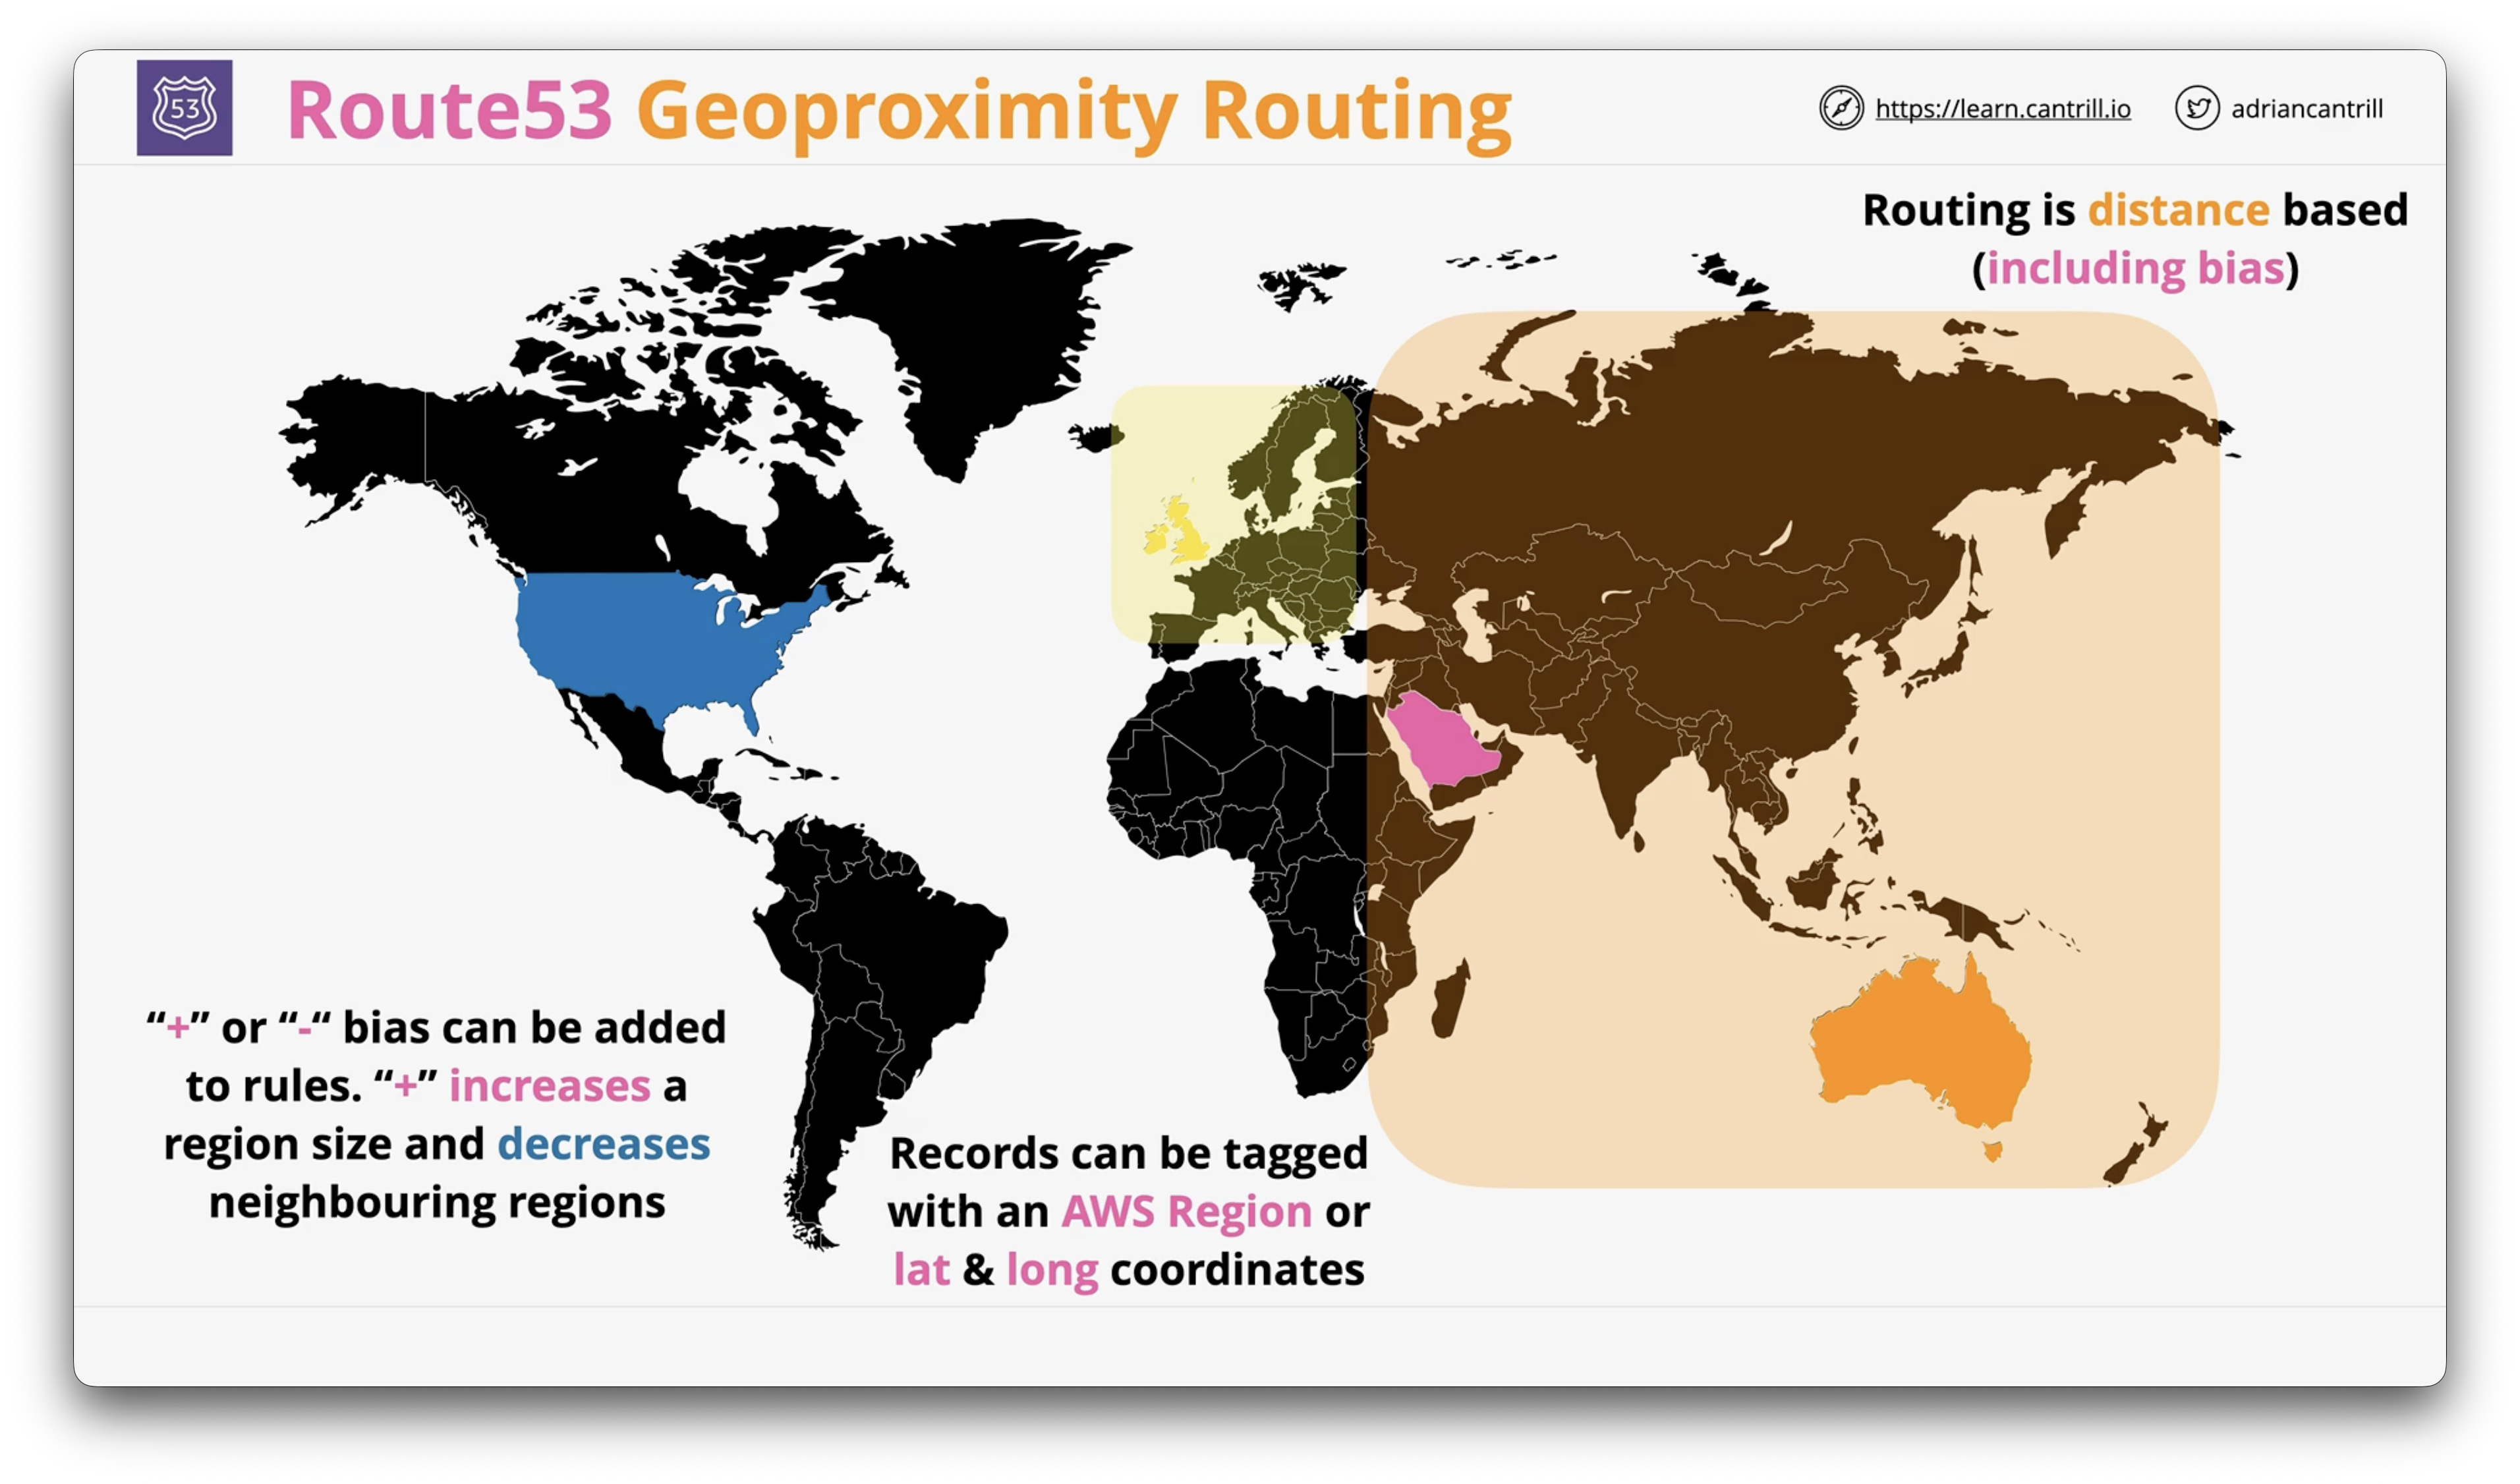 53
Route53 Geoproximity Routing
https://learn.cantrill.io
adriancantrill
Routing is distance based
(including bias)
“+” or “-“ bias can be added
to rules. “+” increases a
region size and decreases
neighbouring regions
Records can be tagged
with an AWS Region or
lat & long coordinates